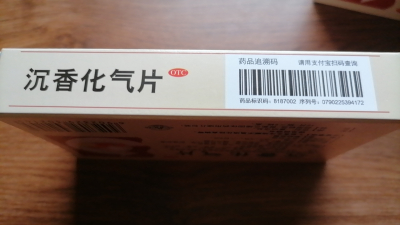 沉香化气片
OTC
药品追溯码 请用支付宝扫码查询
药品标识码：8187002 序列号：0790225394172